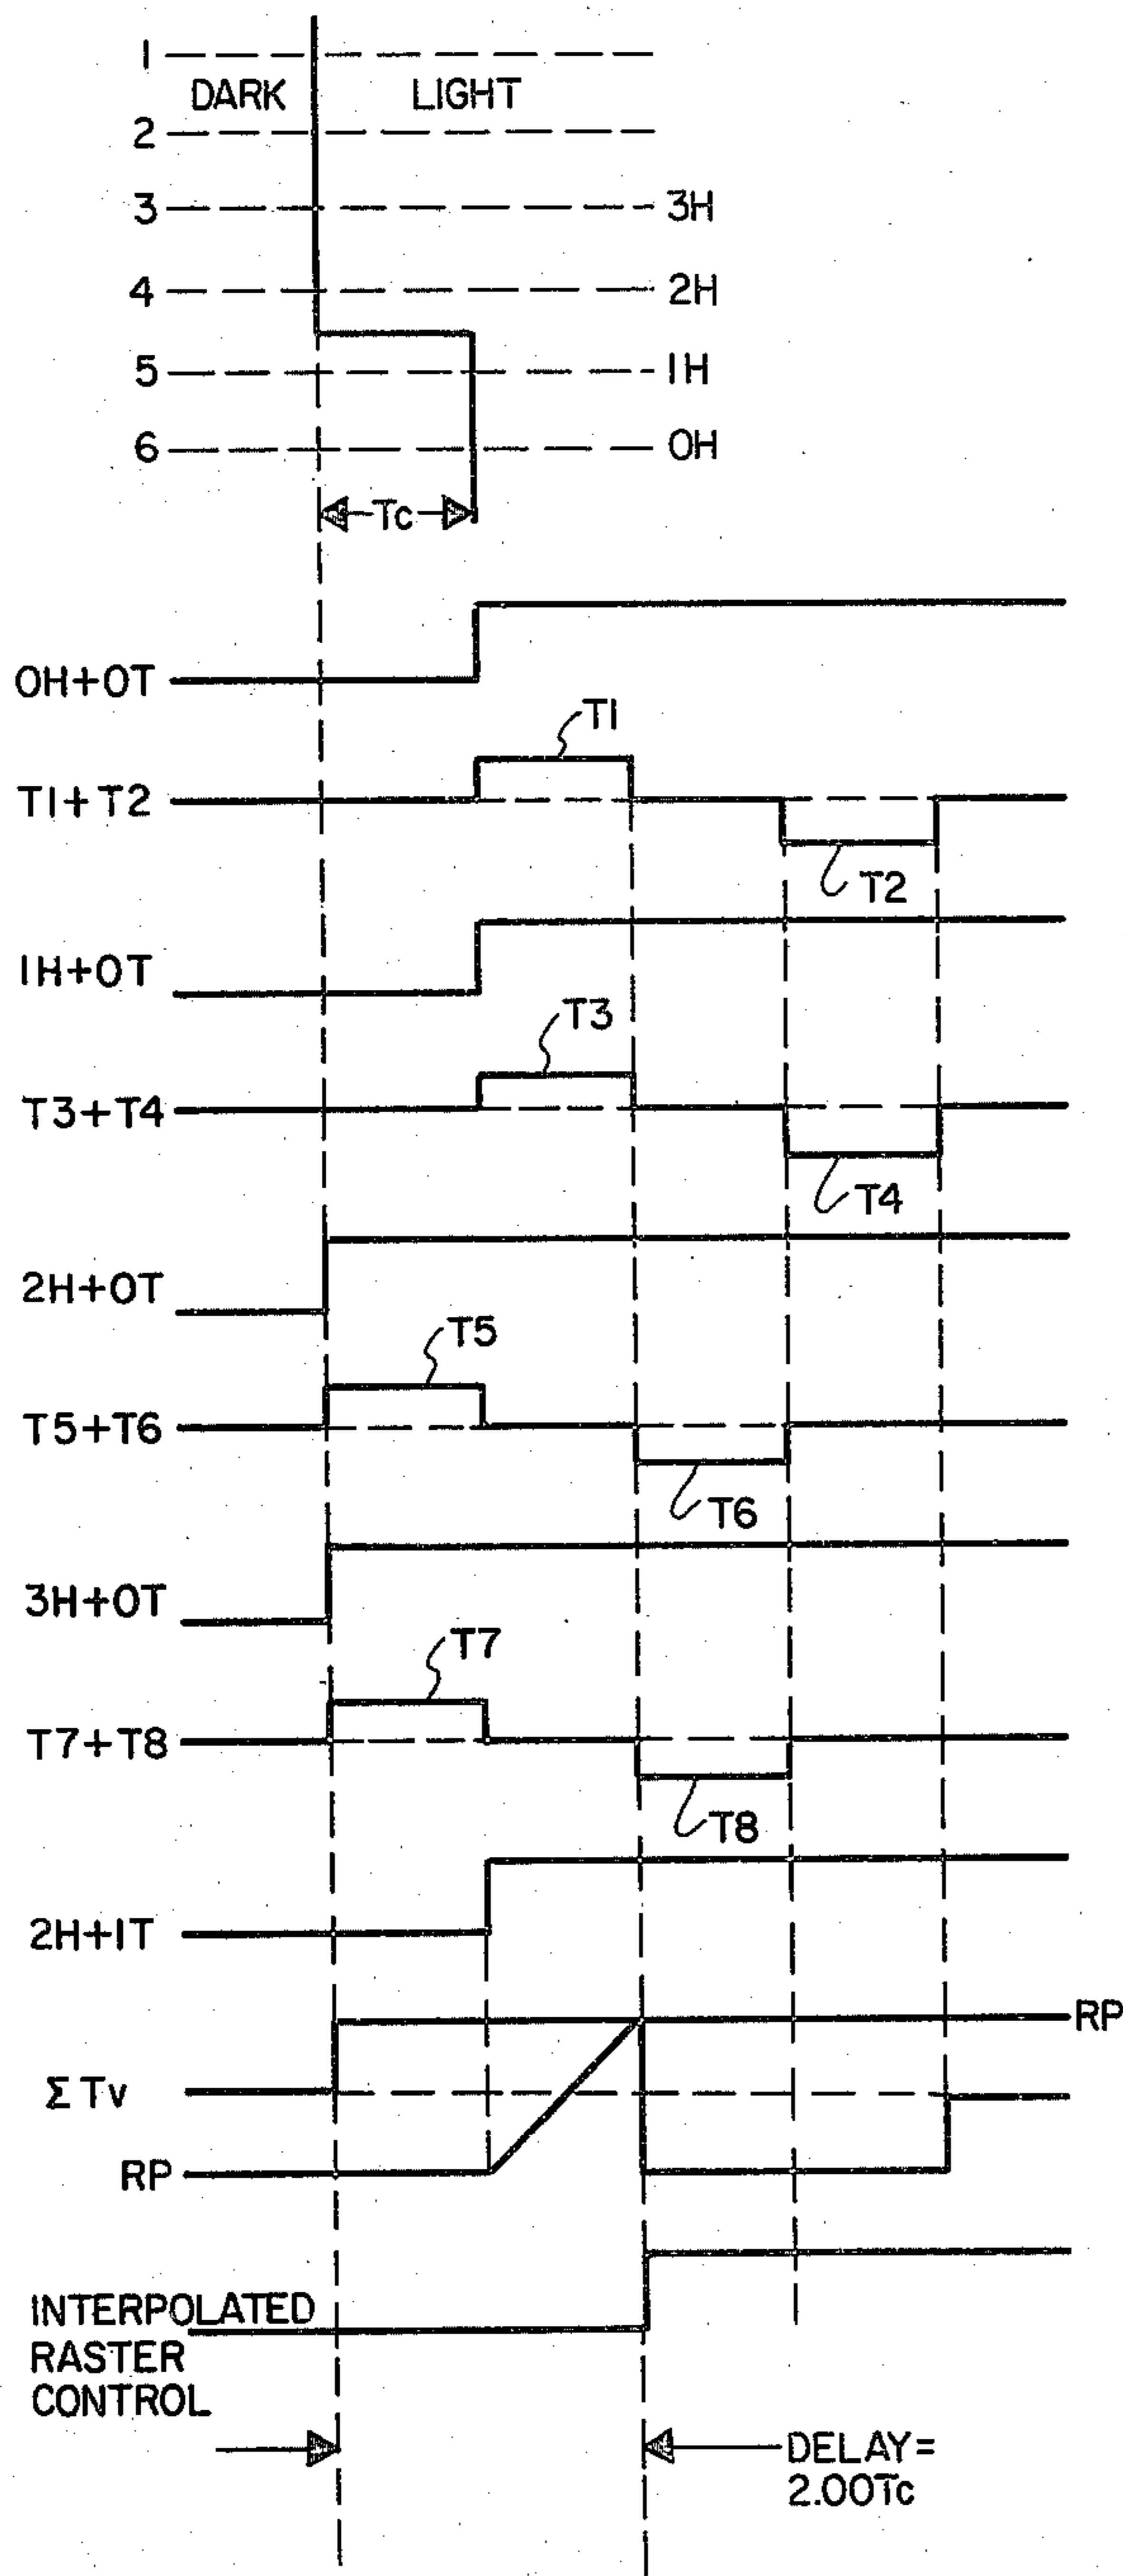 1
DARK LIGHT
2
3 3H
4 2H
5 1H
6 0H
Tc
0H+0T
T1
T1+T2
T2
1H+0T
T3
T3+T4
T4
2H+0T
T5
T5+T6
T6
3H+0T
T7
T7+T8
T8
2H+1T
RP
Σ Tv
RP
INTERPOLATED
RASTER
CONTROL
DELAY=
2.00Tc